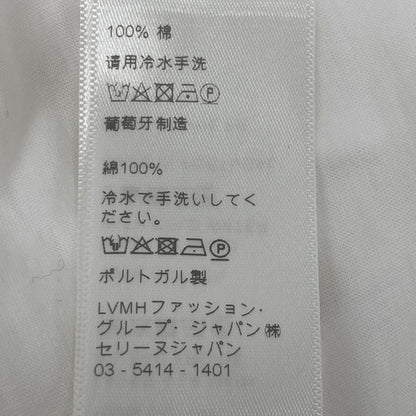 100% 棉
请用冷水手洗
葡萄牙制造
綿100%
冷水で手洗いしてく
ださい。
ポルトガル製
LVMHファッション・
グループ・ジャパン㈱
セリーヌジャパン
03 - 5414 - 1401